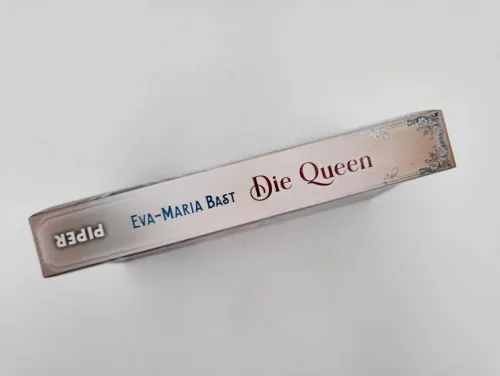 Eva-Maria Bast
Die Queen
PIPER